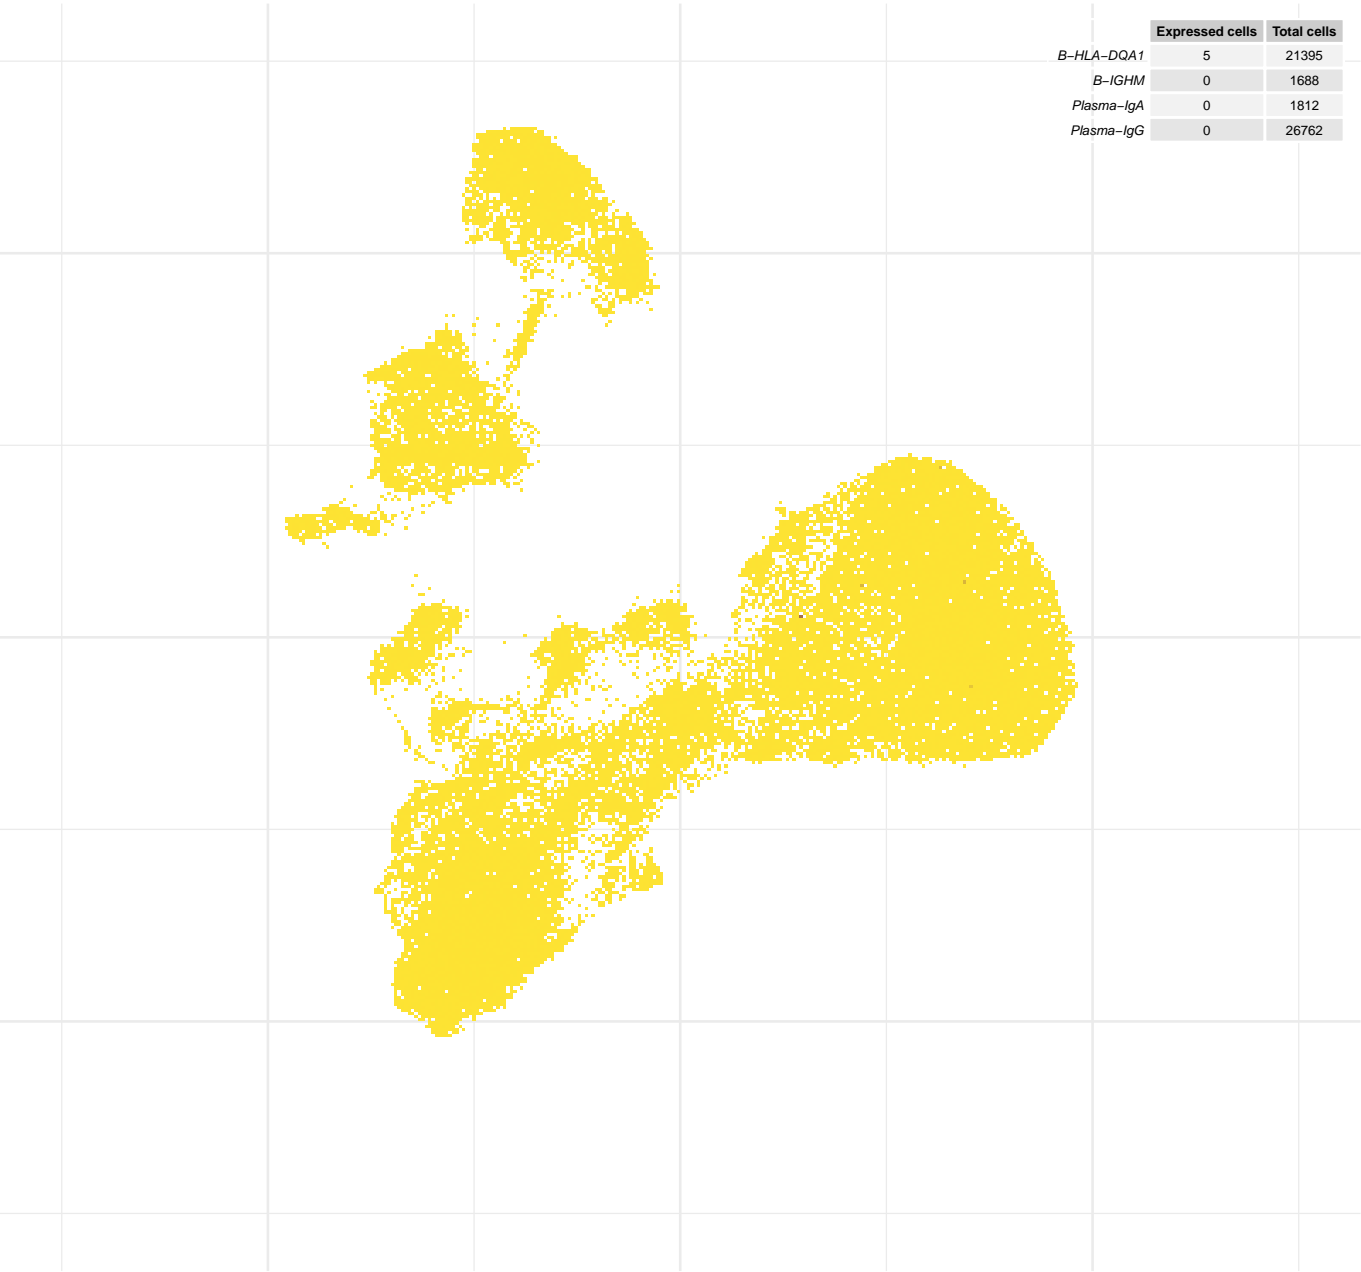 Expressed cells Total cells
B−HLA−DQA1 5 21395
B−IGHM 0 1688
Plasma−IgA 0 1812
Plasma−IgG 0 26762